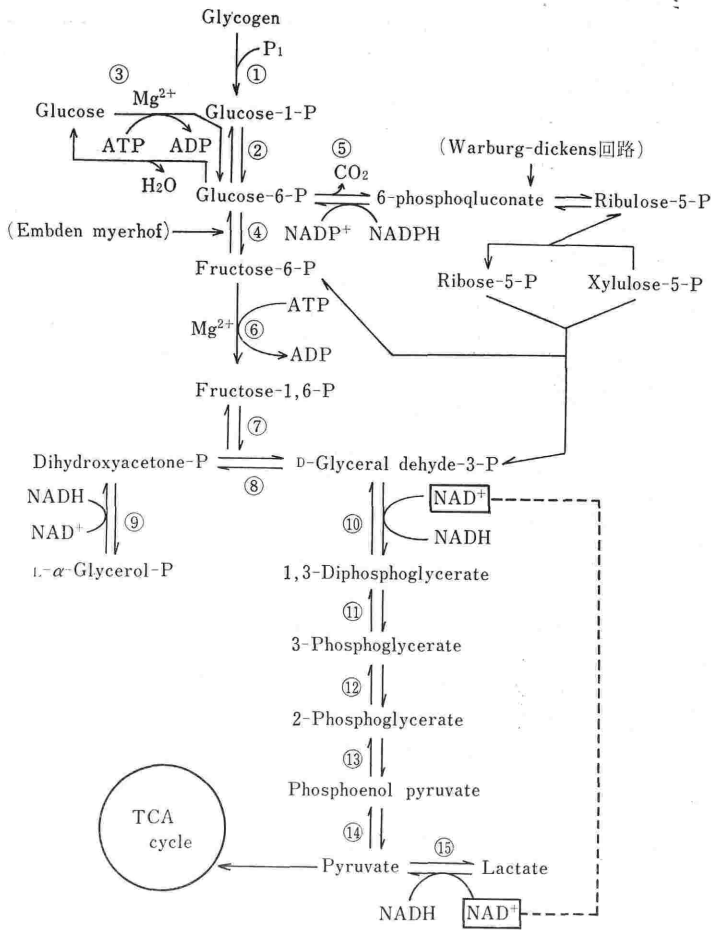 Glycogen
P1
①
③
Mg2+
Glucose
Glucose-1-P
ATP
ADP
②
H2O
⑤
CO2
(Warburg-dickens回路)
Glucose-6-P
6-phosphoqluconate
Ribulose-5-P
NADP+
NADPH
(Embden myerhof)
④
Fructose-6-P
Ribose-5-P
Xylulose-5-P
ATP
Mg2+
⑥
ADP
Fructose-1,6-P
⑦
Dihydroxyacetone-P
D-Glyceral dehyde-3-P
⑧
NADH
NAD+
⑨
NAD+
⑩
NADH
L-α-Glycerol-P
1,3-Diphosphoglycerate
⑪
3-Phosphoglycerate
⑫
2-Phosphoglycerate
⑬
Phosphoenol pyruvate
TCA
cycle
⑭
⑮
Pyruvate
Lactate
NADH
NAD+